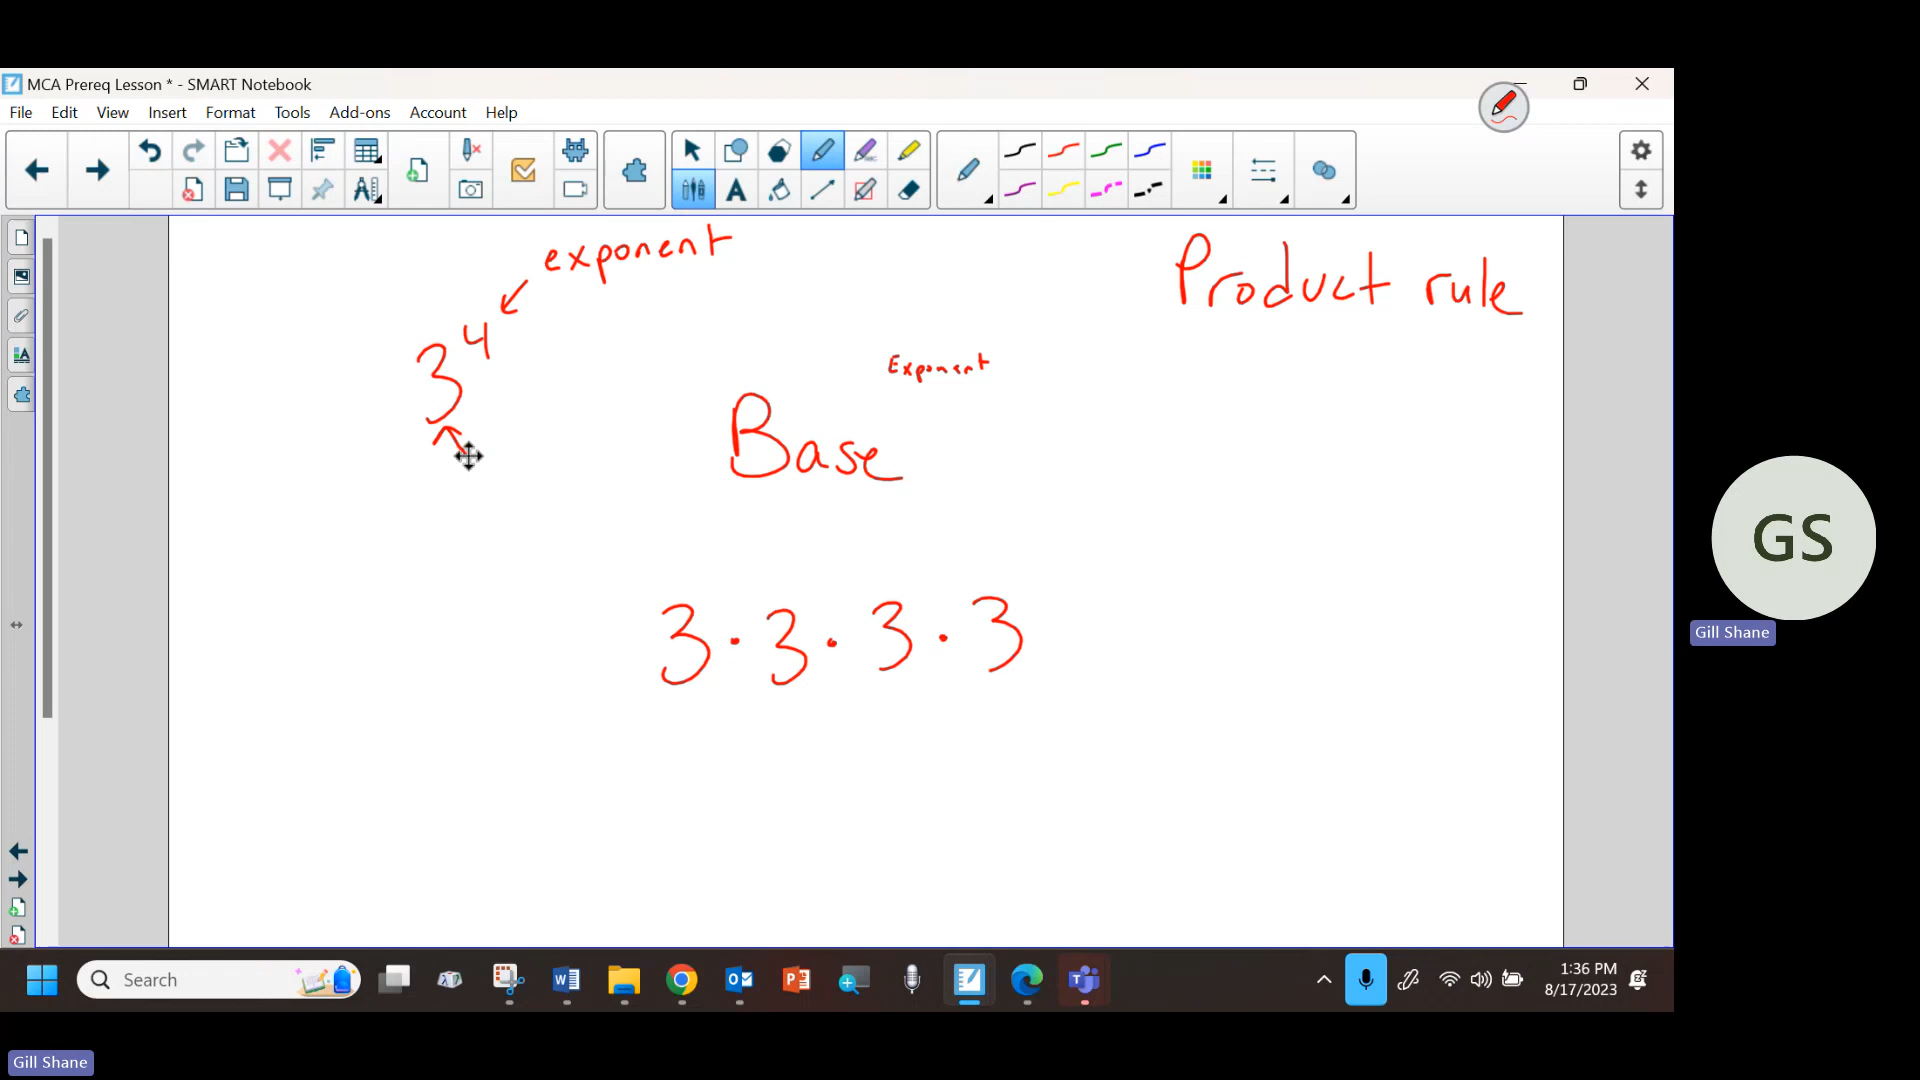 MCA Prereq Lesson * - SMART Notebook
File Edit View Insert Format Tools Add-ons Account Help
exponent
Product rule
3⁴
Exponent
Base
3 · 3 · 3 · 3
GS
Gill Shane
Search
1:36 PM
8/17/2023
Gill Shane